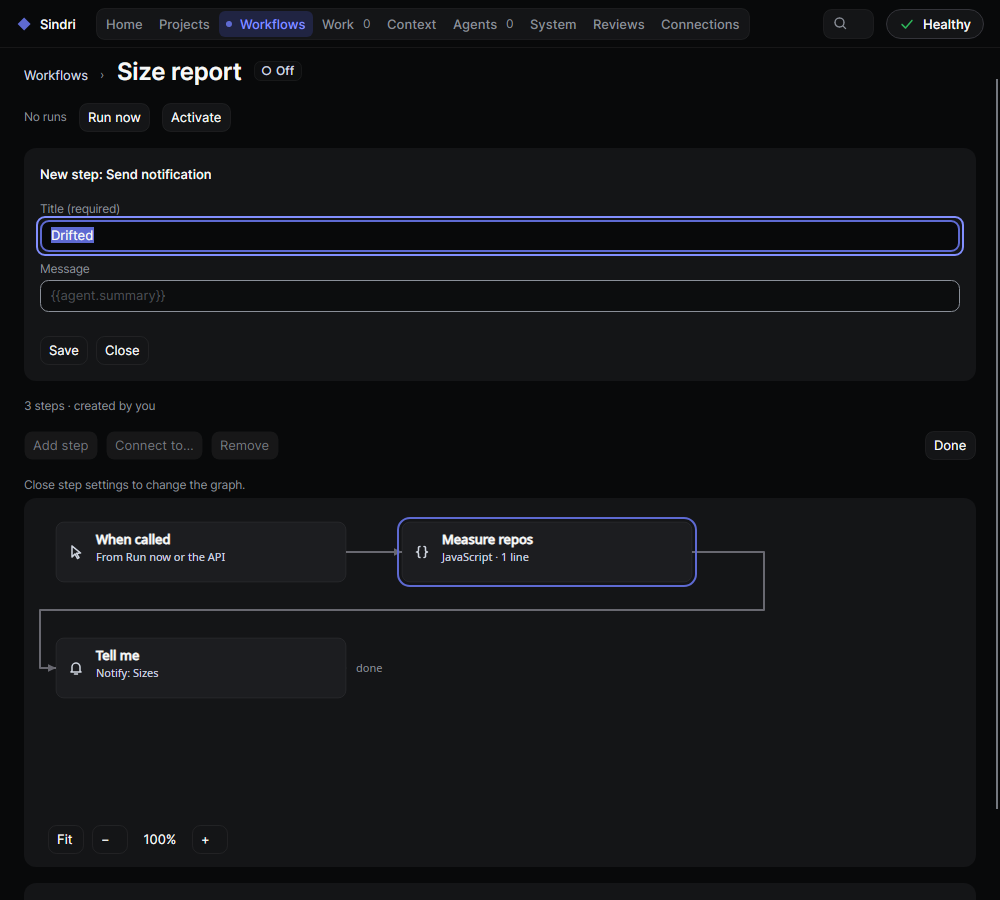 Sindri
Home Projects Workflows Work 0 Context Agents 0 System Reviews Connections
Healthy
Workflows › Size report Off
No runs Run now Activate
New step: Send notification
Title (required)
Drifted
Message
{{agent.summary}}
Save Close
3 steps · created by you
Add step Connect to... Remove Done
Close step settings to change the graph.
When called
From Run now or the API
{} Measure repos
JavaScript · 1 line
Tell me
Notify: Sizes
done
Fit − 100% +